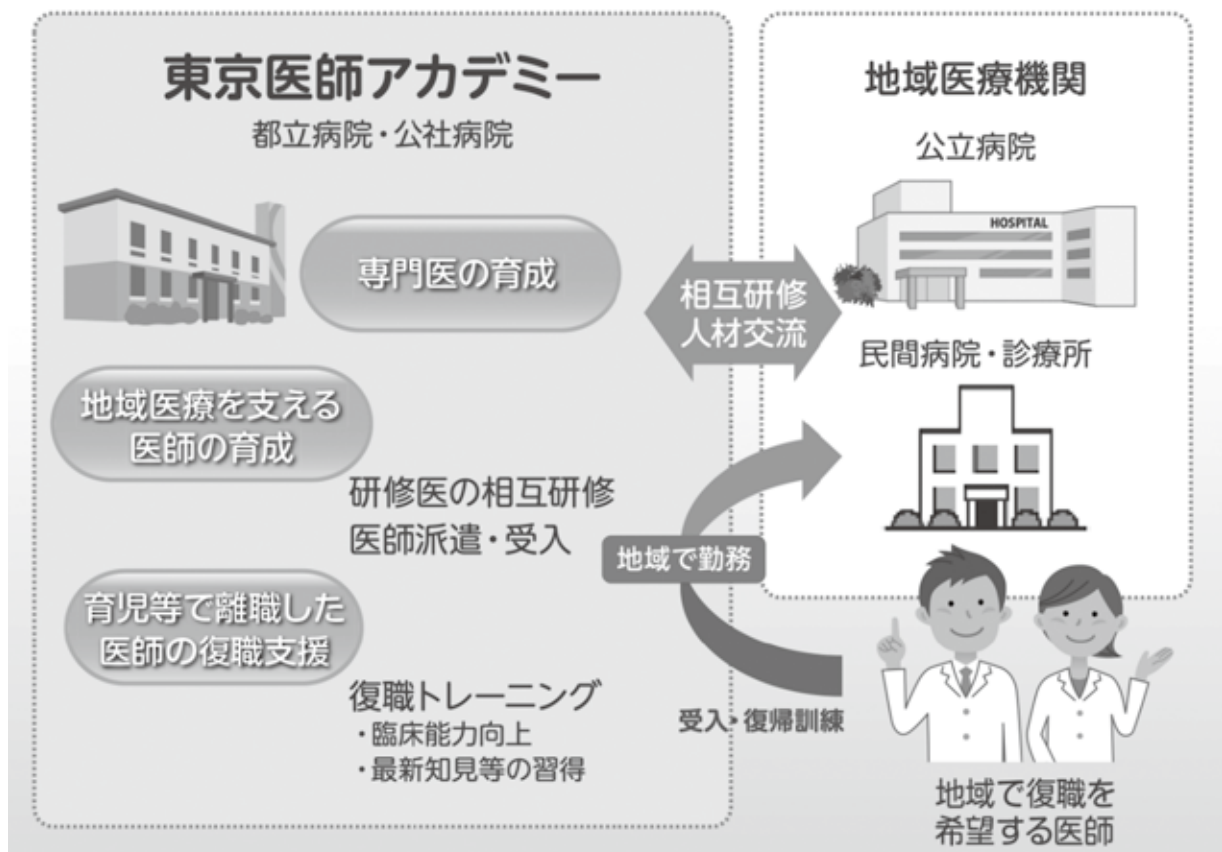 東京医師アカデミー
都立病院・公社病院
専門医の育成
地域医療を支える
医師の育成
研修医の相互研修
医師派遣・受入
育児等で離職した
医師の復職支援
復職トレーニング
・臨床能力向上
・最新知見等の習得
相互研修
人材交流
地域で勤務
受入・復帰訓練
地域医療機関
公立病院
HOSPITAL
民間病院・診療所
地域で復職を
希望する医師